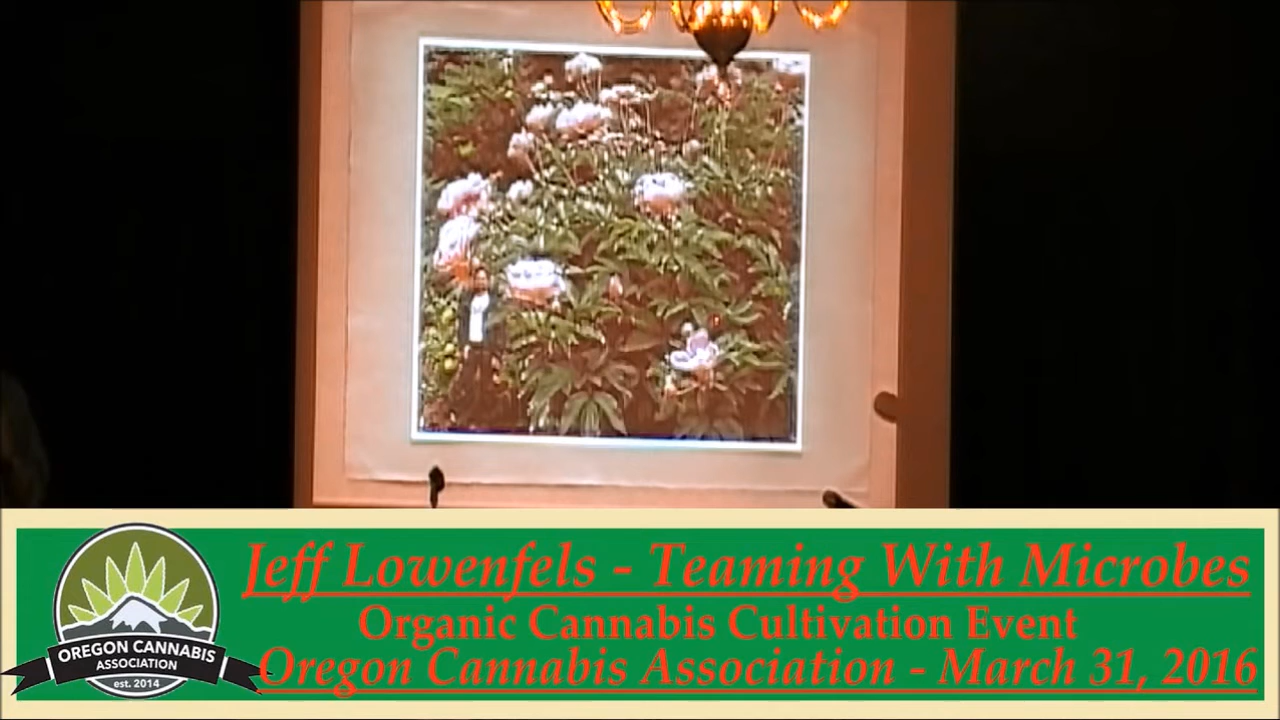 Jeff Lowenfels - Teaming With Microbes
Organic Cannabis Cultivation Event
Oregon Cannabis Association - March 31, 2016
OREGON CANNABIS
ASSOCIATION
est. 2014